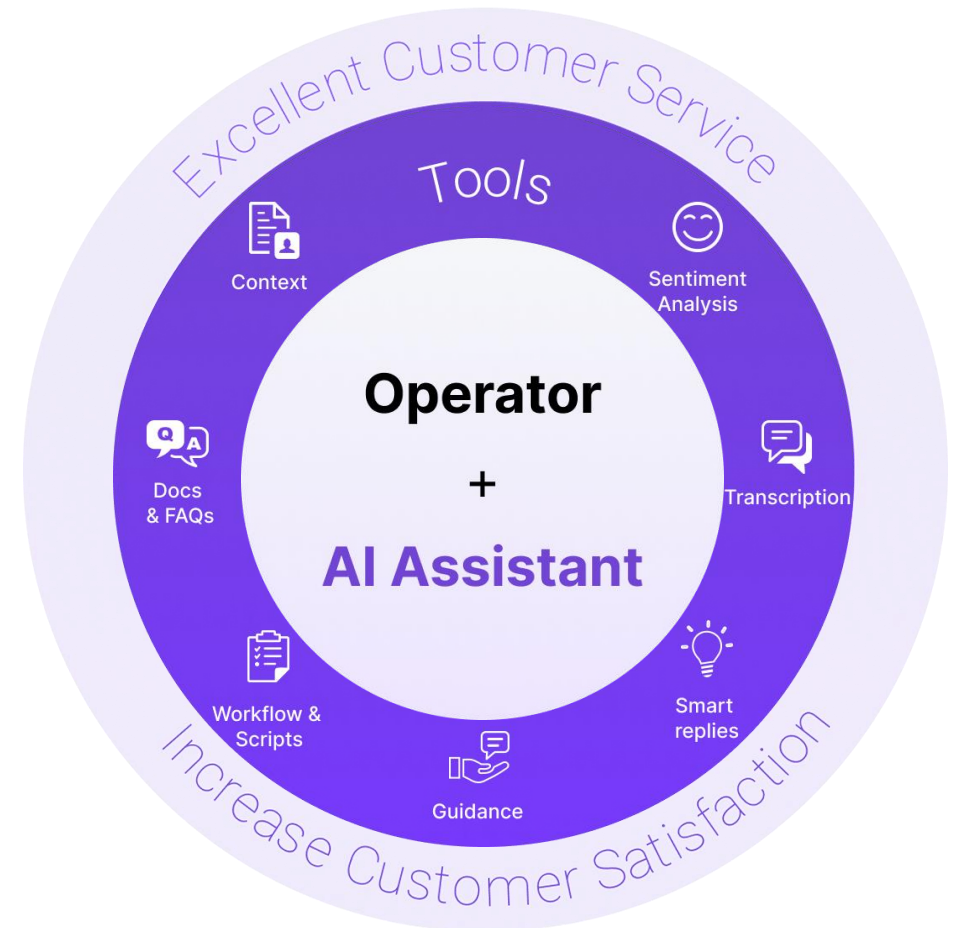 Excellent Customer Service
Tools
Context
Sentiment
Analysis
Operator
+
AI Assistant
Q
A
Docs
& FAQs
Transcription
Workflow &
Scripts
Smart
replies
Guidance
Increase Customer Satisfaction